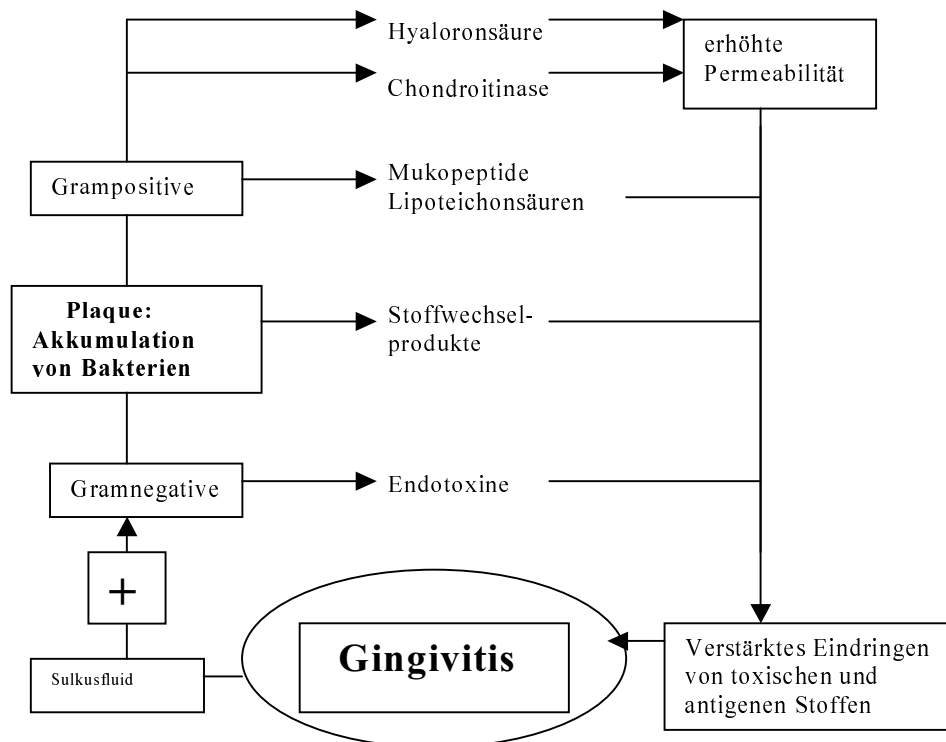 Hyaloronsäure
erhöhte
Permeabilität
Chondroitinase
Grampositive
Mukopeptide
Lipoteichonsäuren
Plaque:
Akkumulation
von Bakterien
Stoffwechsel-
produkte
Gramnegative
Endotoxine
+
Gingivitis
Verstärktes Eindringen
von toxischen und
antigenen Stoffen
Sulkusfluid